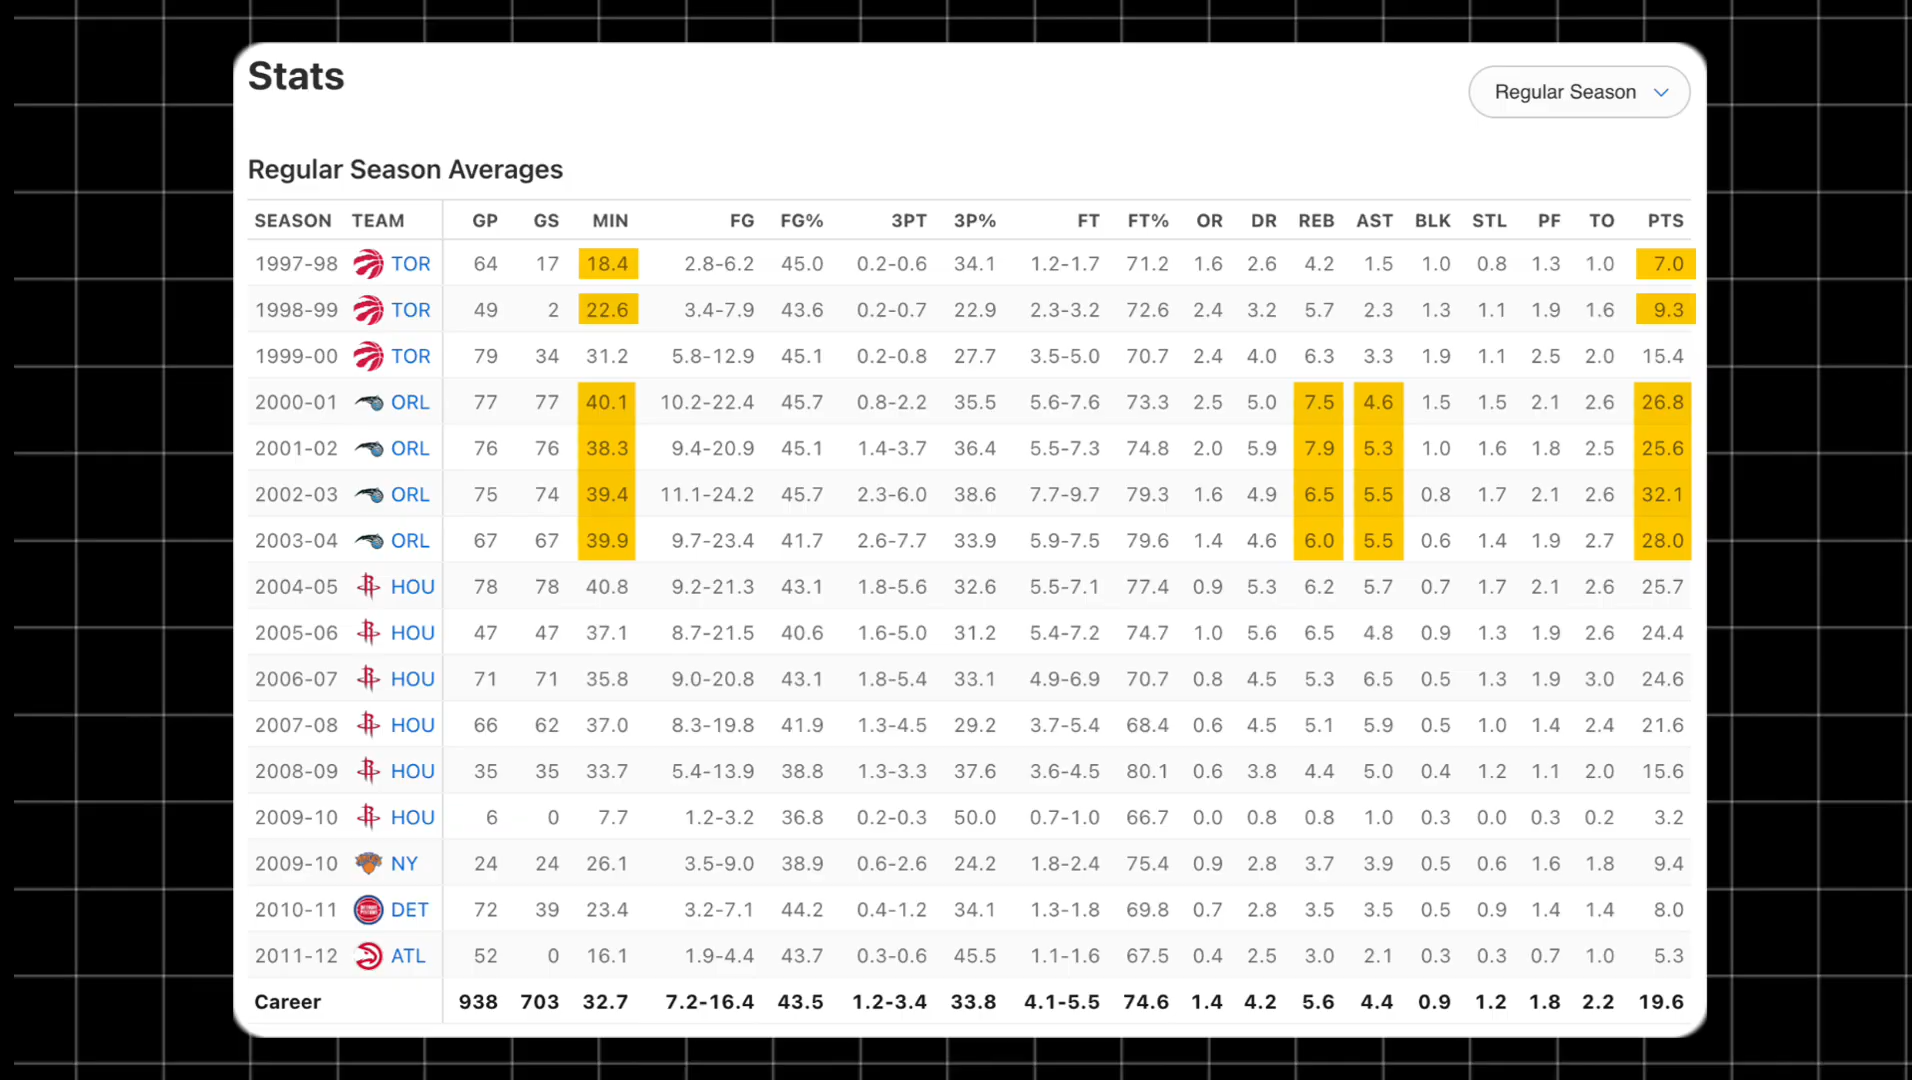 Stats
Regular Season
Regular Season Averages
SEASON TEAM GP GS MIN FG FG% 3PT 3P% FT FT% OR DR REB AST BLK STL PF TO PTS
1997-98 TOR 64 17 18.4 2.8-6.2 45.0 0.2-0.6 34.1 1.2-1.7 71.2 1.6 2.6 4.2 1.5 1.0 0.8 1.3 1.0 7.0
1998-99 TOR 49 2 22.6 3.4-7.9 43.6 0.2-0.7 22.9 2.3-3.2 72.6 2.4 3.2 5.7 2.3 1.3 1.1 1.9 1.6 9.3
1999-00 TOR 79 34 31.2 5.8-12.9 45.1 0.2-0.8 27.7 3.5-5.0 70.7 2.4 4.0 6.3 3.3 1.9 1.1 2.5 2.0 15.4
2000-01 ORL 77 77 40.1 10.2-22.4 45.7 0.8-2.2 35.5 5.6-7.6 73.3 2.5 5.0 7.5 4.6 1.5 1.5 2.1 2.6 26.8
2001-02 ORL 76 76 38.3 9.4-20.9 45.1 1.4-3.7 36.4 5.5-7.3 74.8 2.0 5.9 7.9 5.3 1.0 1.6 1.8 2.5 25.6
2002-03 ORL 75 74 39.4 11.1-24.2 45.7 2.3-6.0 38.6 7.7-9.7 79.3 1.6 4.9 6.5 5.5 0.8 1.7 2.1 2.6 32.1
2003-04 ORL 67 67 39.9 9.7-23.4 41.7 2.6-7.7 33.9 5.9-7.5 79.6 1.4 4.6 6.0 5.5 0.6 1.4 1.9 2.7 28.0
2004-05 HOU 78 78 40.8 9.2-21.3 43.1 1.8-5.6 32.6 5.5-7.1 77.4 0.9 5.3 6.2 5.7 0.7 1.7 2.1 2.6 25.7
2005-06 HOU 47 47 37.1 8.7-21.5 40.6 1.6-5.0 31.2 5.4-7.2 74.7 1.0 5.6 6.5 4.8 0.9 1.3 1.9 2.6 24.4
2006-07 HOU 71 71 35.8 9.0-20.8 43.1 1.8-5.4 33.1 4.9-6.9 70.7 0.8 4.5 5.3 6.5 0.5 1.3 1.9 3.0 24.6
2007-08 HOU 66 62 37.0 8.3-19.8 41.9 1.3-4.5 29.2 3.7-5.4 68.4 0.6 4.5 5.1 5.9 0.5 1.0 1.4 2.4 21.6
2008-09 HOU 35 35 33.7 5.4-13.9 38.8 1.3-3.3 37.6 3.6-4.5 80.1 0.6 3.8 4.4 5.0 0.4 1.2 1.1 2.0 15.6
2009-10 HOU 6 0 7.7 1.2-3.2 36.8 0.2-0.3 50.0 0.7-1.0 66.7 0.0 0.8 0.8 1.0 0.3 0.0 0.3 0.2 3.2
2009-10 NY 24 24 26.1 3.5-9.0 38.9 0.6-2.6 24.2 1.8-2.4 75.4 0.9 2.8 3.7 3.9 0.5 0.6 1.6 1.8 9.4
2010-11 DET 72 39 23.4 3.2-7.1 44.2 0.4-1.2 34.1 1.3-1.8 69.8 0.7 2.8 3.5 3.5 0.5 0.9 1.4 1.4 8.0
2011-12 ATL 52 0 16.1 1.9-4.4 43.7 0.3-0.6 45.5 1.1-1.6 67.5 0.4 2.5 3.0 2.1 0.3 0.3 0.7 1.0 5.3
Career 938 703 32.7 7.2-16.4 43.5 1.2-3.4 33.8 4.1-5.5 74.6 1.4 4.2 5.6 4.4 0.9 1.2 1.8 2.2 19.6